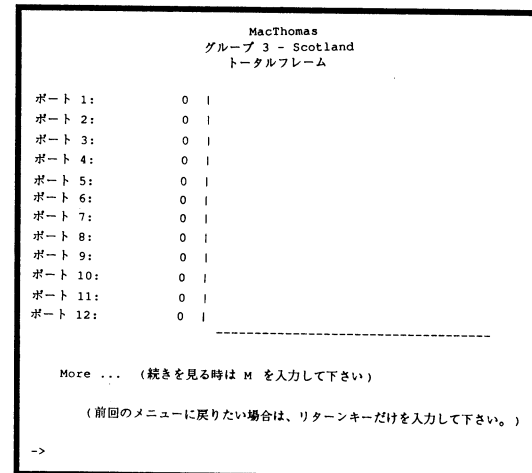 MacThomas
グループ 3 - Scotland
トータルフレーム
ポート 1: 0 |
ポート 2: 0 |
ポート 3: 0 |
ポート 4: 0 |
ポート 5: 0 |
ポート 6: 0 |
ポート 7: 0 |
ポート 8: 0 |
ポート 9: 0 |
ポート 10: 0 |
ポート 11: 0 |
ポート 12: 0 |
-----------------------------------
More ... (続きを見る時は M を入力して下さい)
(前回のメニューに戻りたい場合は、リターンキーだけを入力して下さい。)
->